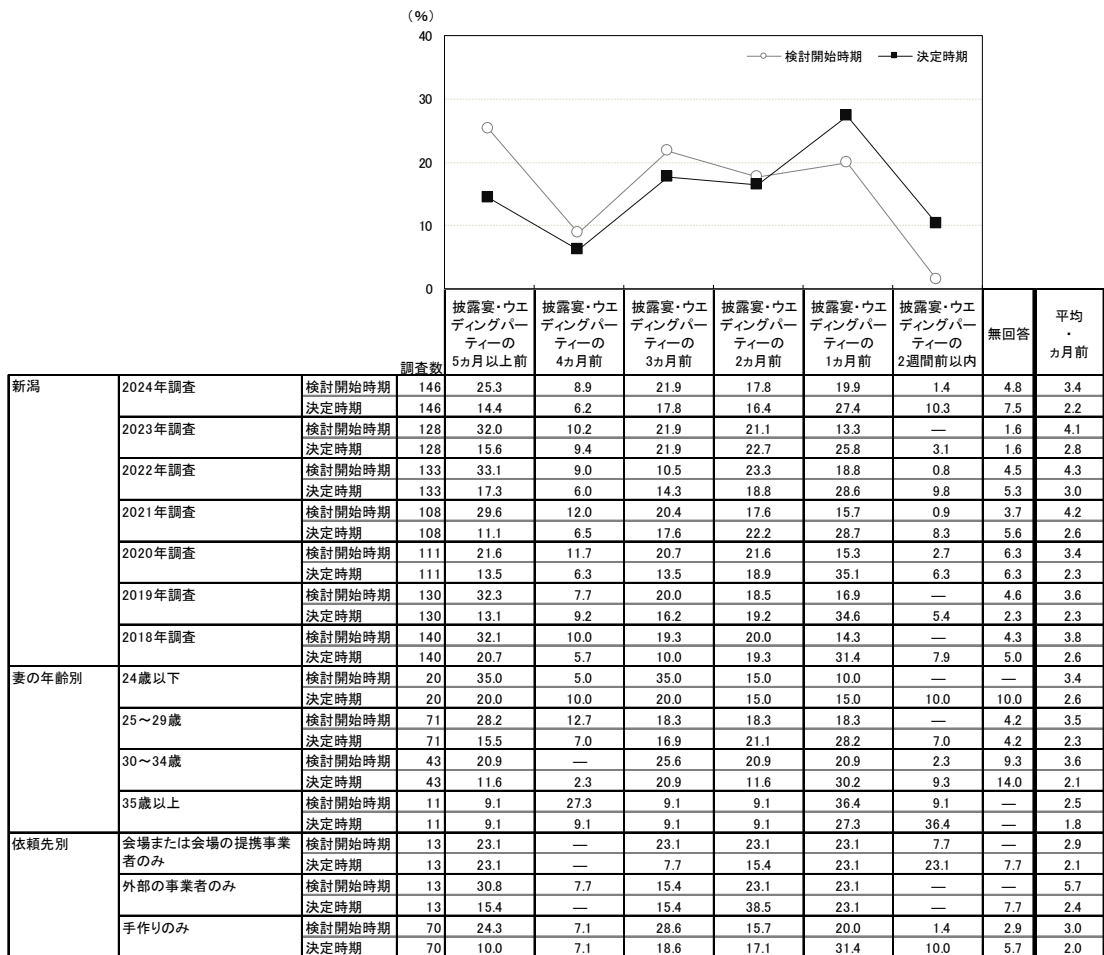 (%)
40
30
20
10
0
検討開始時期 決定時期
調査数 披露宴・ウエディングパーティーの5ヵ月以上前 披露宴・ウエディングパーティーの4ヵ月前 披露宴・ウエディングパーティーの3ヵ月前 披露宴・ウエディングパーティーの2ヵ月前 披露宴・ウエディングパーティーの1ヵ月前 披露宴・ウエディングパーティーの2週間前以内 無回答 平均・ヵ月前
新潟 2024年調査 検討開始時期 146 25.3 8.9 21.9 17.8 19.9 1.4 4.8 3.4
決定時期 146 14.4 6.2 17.8 16.4 27.4 10.3 7.5 2.2
2023年調査 検討開始時期 128 32.0 10.2 21.9 21.1 13.3 — 1.6 4.1
決定時期 128 15.6 9.4 21.9 22.7 25.8 3.1 1.6 2.8
2022年調査 検討開始時期 133 33.1 9.0 10.5 23.3 18.8 0.8 4.5 4.3
決定時期 133 17.3 6.0 14.3 18.8 28.6 9.8 5.3 3.0
2021年調査 検討開始時期 108 29.6 12.0 20.4 17.6 15.7 0.9 3.7 4.2
決定時期 108 11.1 6.5 17.6 22.2 28.7 8.3 5.6 2.6
2020年調査 検討開始時期 111 21.6 11.7 20.7 21.6 15.3 2.7 6.3 3.4
決定時期 111 13.5 6.3 13.5 18.9 35.1 6.3 6.3 2.3
2019年調査 検討開始時期 130 32.3 7.7 20.0 18.5 16.9 — 4.6 3.6
決定時期 130 13.1 9.2 16.2 19.2 34.6 5.4 2.3 2.3
2018年調査 検討開始時期 140 32.1 10.0 19.3 20.0 14.3 — 4.3 3.8
決定時期 140 20.7 5.7 10.0 19.3 31.4 7.9 5.0 2.6
妻の年齢別 24歳以下 検討開始時期 20 35.0 5.0 35.0 15.0 10.0 — — 3.4
決定時期 20 20.0 10.0 20.0 15.0 15.0 10.0 10.0 2.6
25～29歳 検討開始時期 71 28.2 12.7 18.3 18.3 18.3 — 4.2 3.5
決定時期 71 15.5 7.0 16.9 21.1 28.2 7.0 4.2 2.3
30～34歳 検討開始時期 43 20.9 — 25.6 20.9 20.9 2.3 9.3 3.6
決定時期 43 11.6 2.3 20.9 11.6 30.2 9.3 14.0 2.1
35歳以上 検討開始時期 11 9.1 27.3 9.1 9.1 36.4 9.1 — 2.5
決定時期 11 9.1 9.1 9.1 9.1 27.3 36.4 — 1.8
依頼先別 会場または会場の提携事業者のみ 検討開始時期 13 23.1 — 23.1 23.1 23.1 7.7 — 2.9
決定時期 13 23.1 — 7.7 15.4 23.1 23.1 7.7 2.1
外部の事業者のみ 検討開始時期 13 30.8 7.7 15.4 23.1 23.1 — — 5.7
決定時期 13 15.4 — 15.4 38.5 23.1 — 7.7 2.4
手作りのみ 検討開始時期 70 24.3 7.1 28.6 15.7 20.0 1.4 2.9 3.0
決定時期 70 10.0 7.1 18.6 17.1 31.4 10.0 5.7 2.0